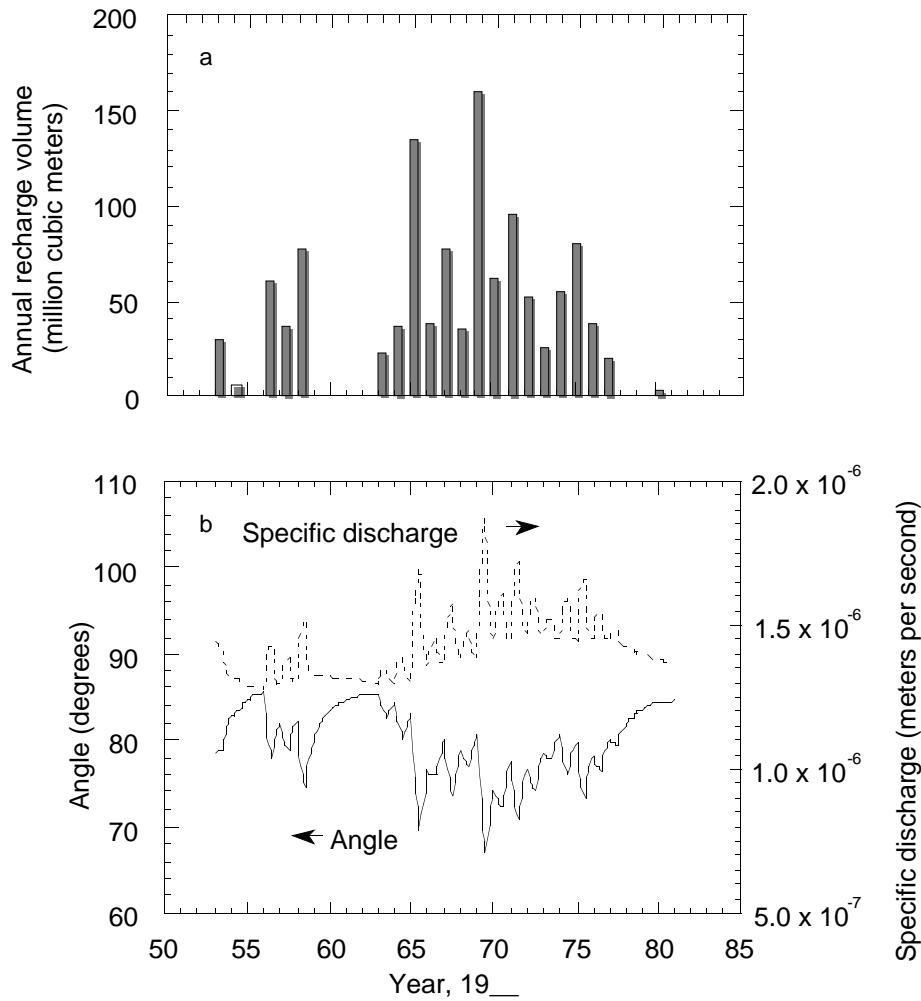 200
150
100
50
0
Annual recharge volume
(million cubic meters)
a
110
100
90
80
70
60
Angle (degrees)
b
Specific discharge
Angle
2.0 x 10-6
1.5 x 10-6
1.0 x 10-6
5.0 x 10-7
Specific discharge (meters per second)
50 55 60 65 70 75 80 85
Year, 19__